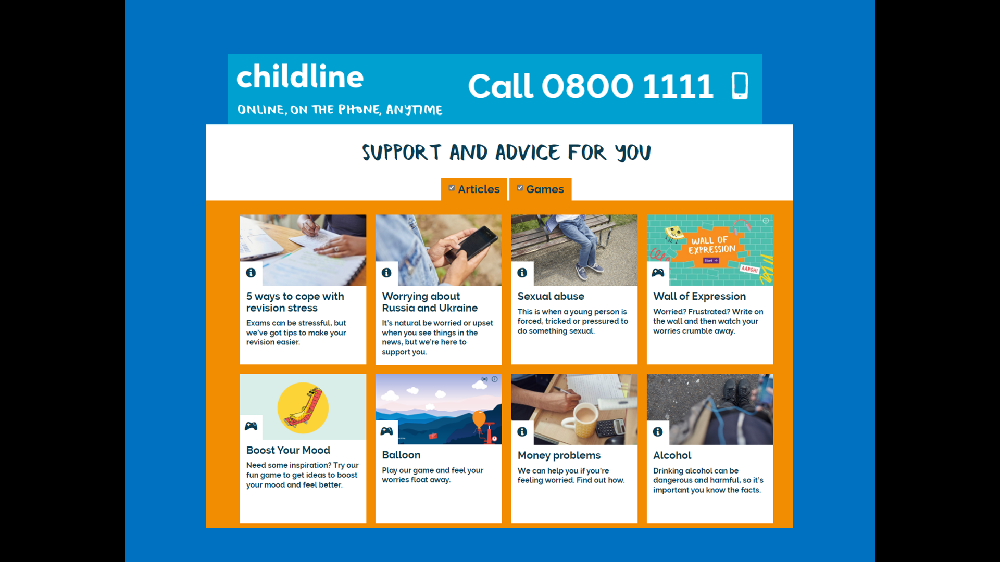 childline
ONLINE, ON THE PHONE, ANYTIME
Call 0800 1111
SUPPORT AND ADVICE FOR YOU
Articles
Games
5 ways to cope with
revision stress
Exams can be stressful, but
we've got tips to make your
revision easier.
Worrying about
Russia and Ukraine
It's natural be worried or upset
when you see things in the
news, but we're here to
support you.
Sexual abuse
This is when a young person is
forced, tricked or pressured to
do something sexual.
WALL OF
EXPRESSION
Start →
AARGH!
Wall of Expression
Worried? Frustrated? Write on
the wall and then watch your
worries crumble away.
Boost Your Mood
Need some inspiration? Try our
fun game to get ideas to boost
your mood and feel better.
Balloon
Play our game and feel your
worries float away.
Money problems
We can help you if you're
feeling worried. Find out how.
Alcohol
Drinking alcohol can be
dangerous and harmful, so it's
important you know the facts.